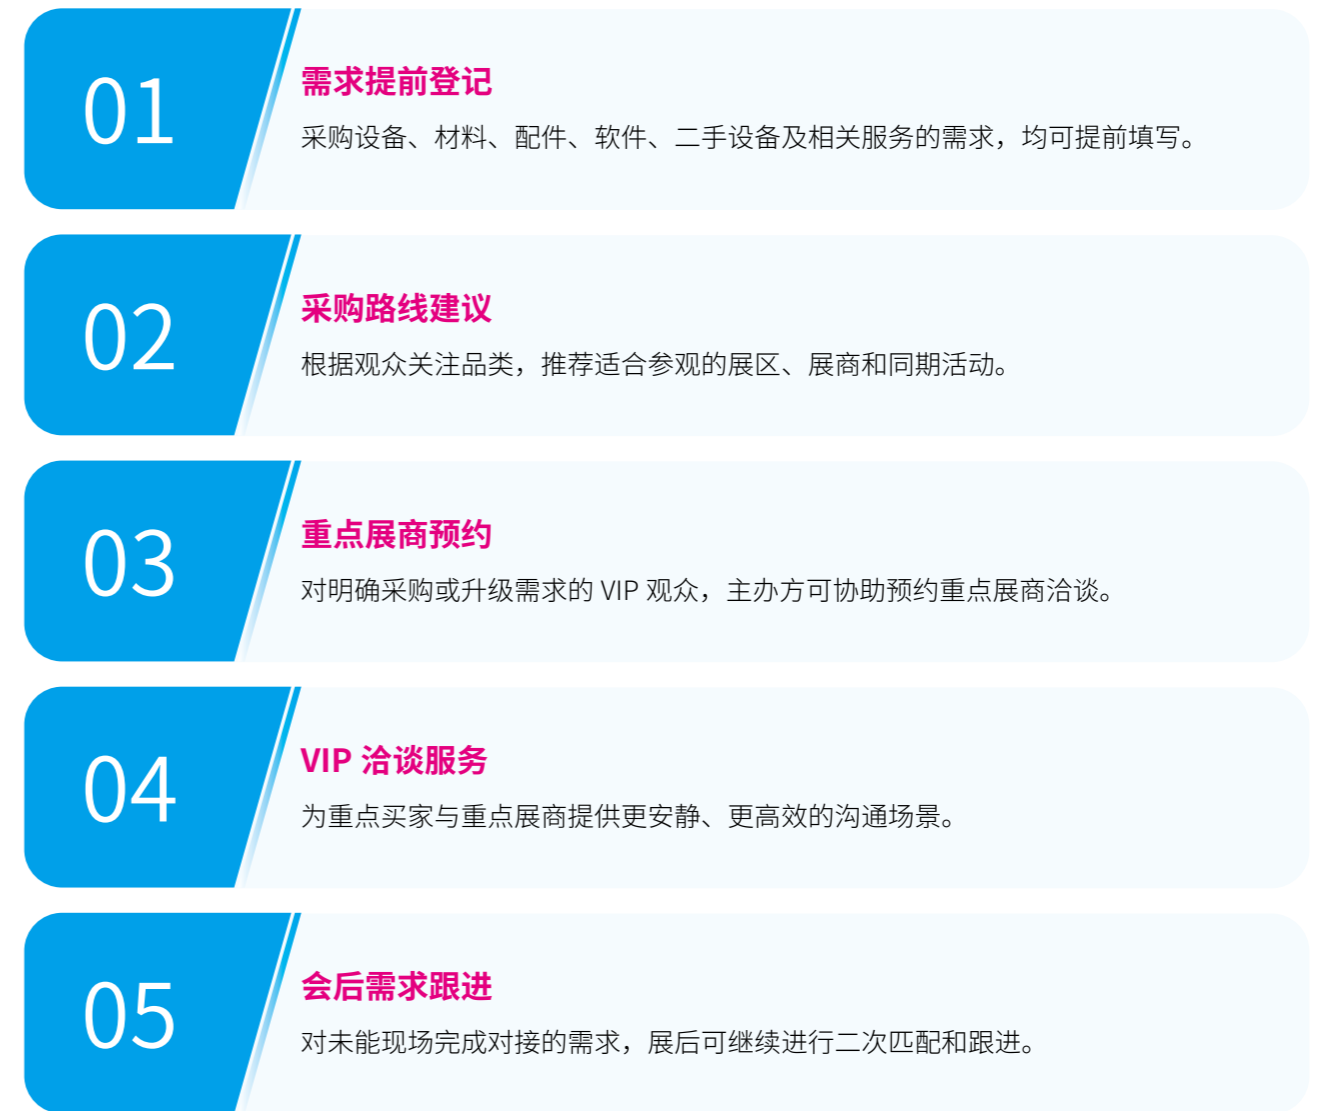 01
需求提前登记
采购设备、材料、配件、软件、二手设备及相关服务的需求，均可提前填写。
02
采购路线建议
根据观众关注品类，推荐适合参观的展区、展商和同期活动。
03
重点展商预约
对明确采购或升级需求的 VIP 观众，主办方可协助预约重点展商洽谈。
04
VIP 洽谈服务
为重点买家与重点展商提供更安静、更高效的沟通场景。
05
会后需求跟进
对未能现场完成对接的需求，展后可继续进行二次匹配和跟进。